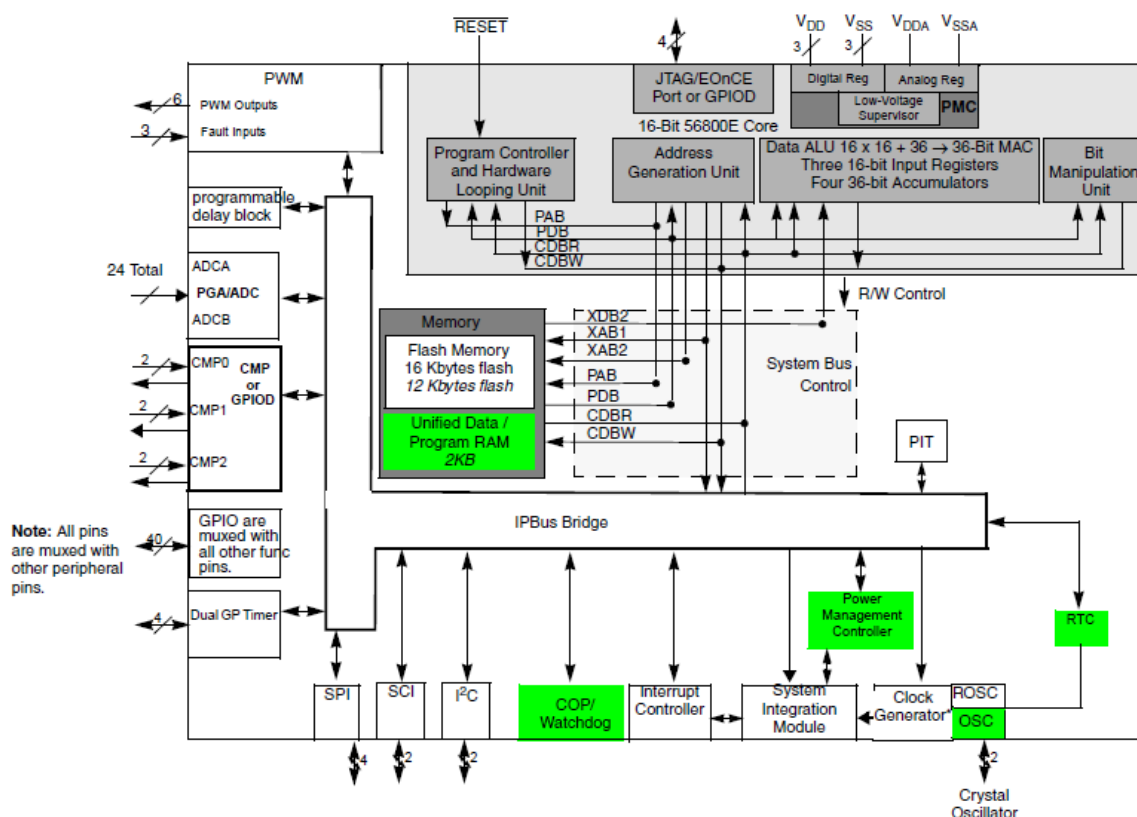 RESET
VDD
VSS
VDDA
VSSA
4
3
3
PWM
6
PWM Outputs
3
Fault Inputs
JTAG/EOnCE
Port or GPIOD
Digital Reg
Analog Reg
Low-Voltage
Supervisor
PMC
16-Bit 56800E Core
Program Controller
and Hardware
Looping Unit
Address
Generation Unit
Data ALU 16 x 16 + 36 → 36-Bit MAC
Three 16-bit Input Registers
Four 36-bit Accumulators
Bit
Manipulation
Unit
PAB
PDB
CDBR
CDBW
programmable
delay block
24 Total
ADCA
PGA/ADC
ADCB
R/W Control
Memory
Flash Memory
16 Kbytes flash
12 Kbytes flash
Unified Data /
Program RAM
2KB
XDB2
XAB1
XAB2
PAB
PDB
CDBR
CDBW
System Bus
Control
2
CMP0
CMP
or
GPIOD
2
CMP1
2
CMP2
PIT
IPBus Bridge
Note: All pins
are muxed with
other peripheral
pins.
40
GPIO are
muxed with
all other func
pins.
4
Dual GP Timer
Power
Management
Controller
RTC
SPI
SCI
I²C
COP/
Watchdog
Interrupt
Controller
System
Integration
Module
Clock
Generator*
ROSC
OSC
4
2
2
2
Crystal
Oscillator